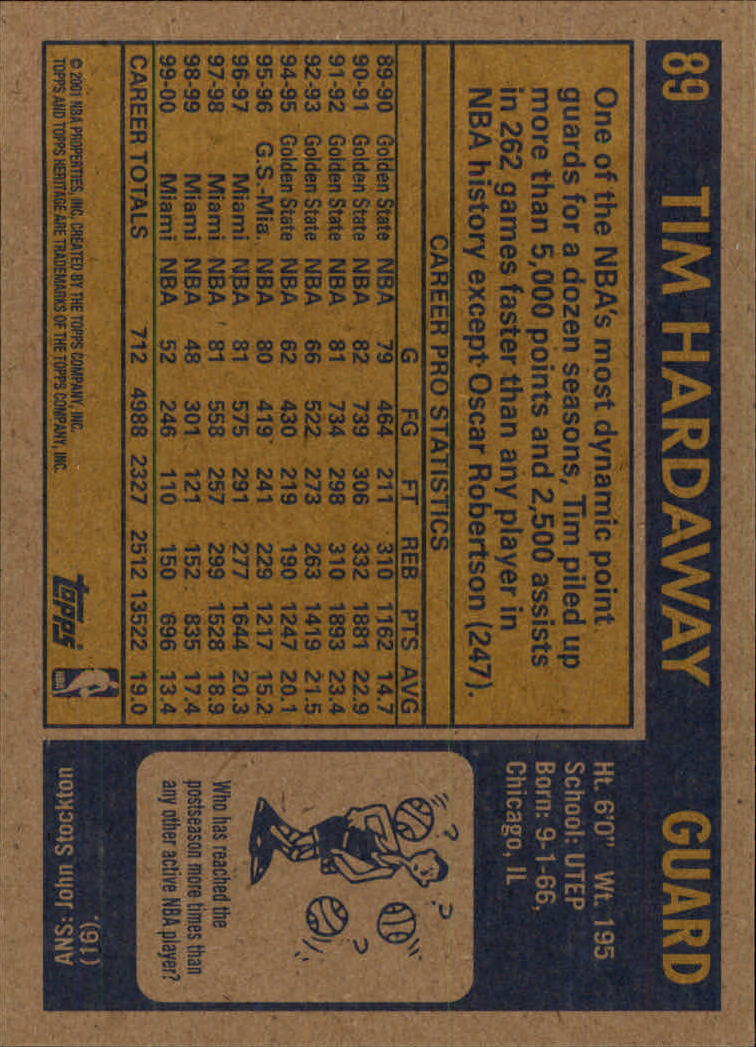 89 TIM HARDAWAY GUARD
One of the NBA's most dynamic point
guards for a dozen seasons, Tim piled up
more than 5,000 points and 2,500 assists
in 262 games faster than any player in
NBA history except Oscar Robertson (247).
CAREER PRO STATISTICS
G FG FT REB PTS AVG
89-90 Golden State NBA 79 464 211 310 1162 14.7
90-91 Golden State NBA 82 739 306 332 1881 22.9
91-92 Golden State NBA 81 734 298 310 1893 23.4
92-93 Golden State NBA 66 522 273 263 1419 21.5
94-95 Golden State NBA 62 430 219 190 1247 20.1
95-96 G.S.-Mia. NBA 80 419 241 229 1217 15.2
96-97 Miami NBA 81 575 291 277 1644 20.3
97-98 Miami NBA 81 558 257 299 1528 18.9
98-99 Miami NBA 48 301 121 152 835 17.4
99-00 Miami NBA 52 246 110 150 696 13.4
CAREER TOTALS 712 4988 2327 2512 13522 19.0
© 2001 NBA PROPERTIES, INC. CREATED BY THE TOPPS COMPANY, INC.
TOPPS AND TOPPS HERITAGE ARE TRADEMARKS OF THE TOPPS COMPANY, INC.
topps
NBA
Ht. 6'0" Wt. 195
School: UTEP
Born: 9-1-66,
Chicago, IL
? ? ?
Who has reached the
postseason more times than
any other active NBA player?
(16).
ANS: John Stockton